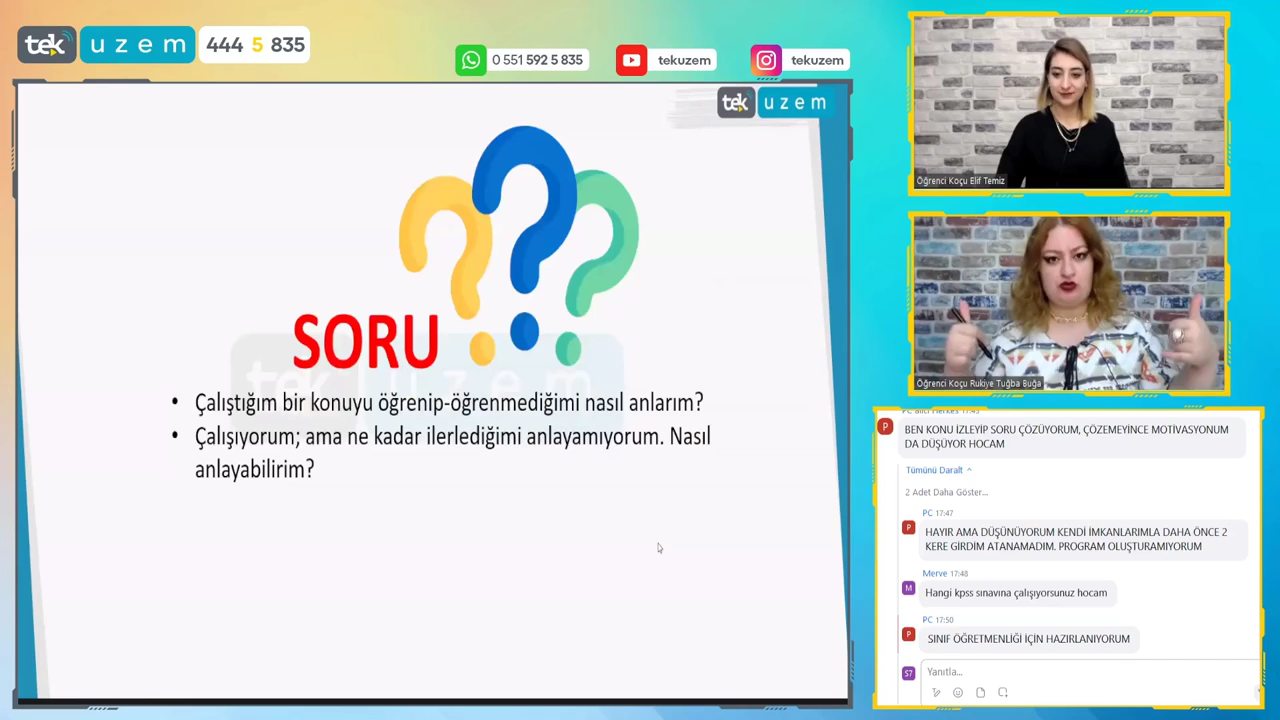 tek uzem 444 5 835
0 551 592 5 835
tekuzem
tekuzem
tek uzem
SORU
tek uzem
• Çalıştığım bir konuyu öğrenip-öğrenmediğimi nasıl anlarım?
• Çalışıyorum; ama ne kadar ilerlediğimi anlayamıyorum. Nasıl
anlayabilirim?
Öğrenci Koçu Elif Temiz
Öğrenci Koçu Rukiye Tuğba Buğa
P
BEN KONU İZLEYİP SORU ÇÖZÜYORUM, ÇÖZEMEYİNCE MOTİVASYONUM
DA DÜŞÜYOR HOCAM
Tümünü Daralt
2 Adet Daha Göster...
PC 17:47
P
HAYIR AMA DÜŞÜNÜYORUM KENDİ İMKANLARIMLA DAHA ÖNCE 2
KERE GİRDİM ATANAMADIM. PROGRAM OLUŞTURAMIYORUM
Merve 17:48
M
Hangi kpss sınavına çalışıyorsunuz hocam
PC 17:50
P
SINIF ÖĞRETMENLİĞİ İÇİN HAZIRLANIYORUM
S7
Yanıtla...